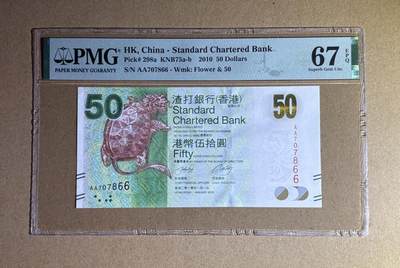 PMG
PAPER MONEY GUARANTY
HK, China - Standard Chartered Bank
Pick# 298a KNB75a-b 2010 50 Dollars
S/N AA707866 - Wmk: Flower & 50
67 EPQ
Superb Gem Unc
50
渣打銀行(香港)
Standard
Chartered Bank
50
港幣伍拾圓
Fifty
AA707866
AA707866